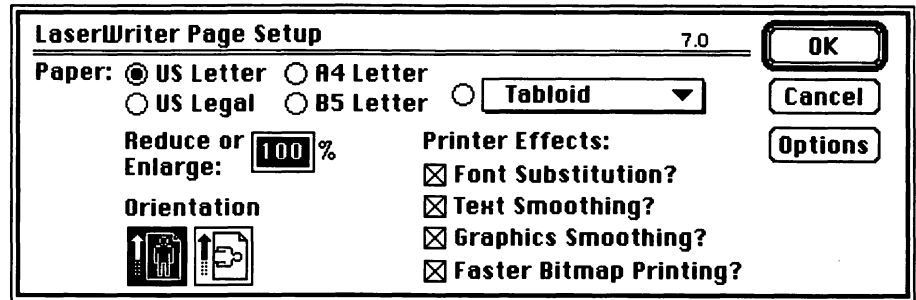 LaserWriter Page Setup 7.0 OK
Paper: US Letter A4 Letter
US Legal B5 Letter Tabloid Cancel
Reduce or Enlarge: 100 % Printer Effects: Options
Font Substitution?
Orientation Text Smoothing?
Graphics Smoothing?
Faster Bitmap Printing?